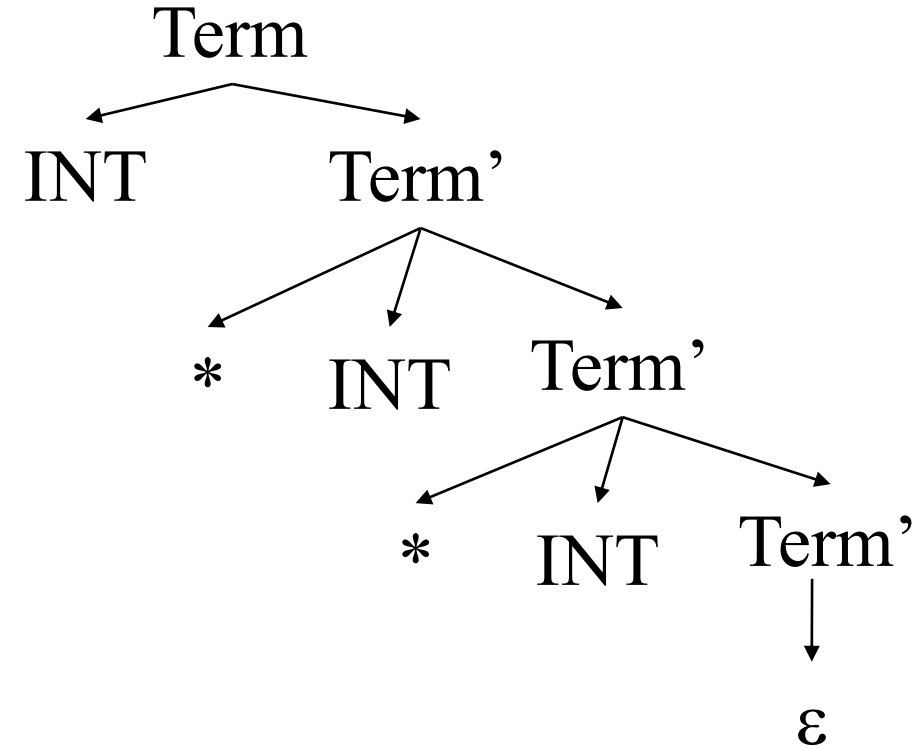 Term
INT Term’
* INT Term’
* INT Term’
ε